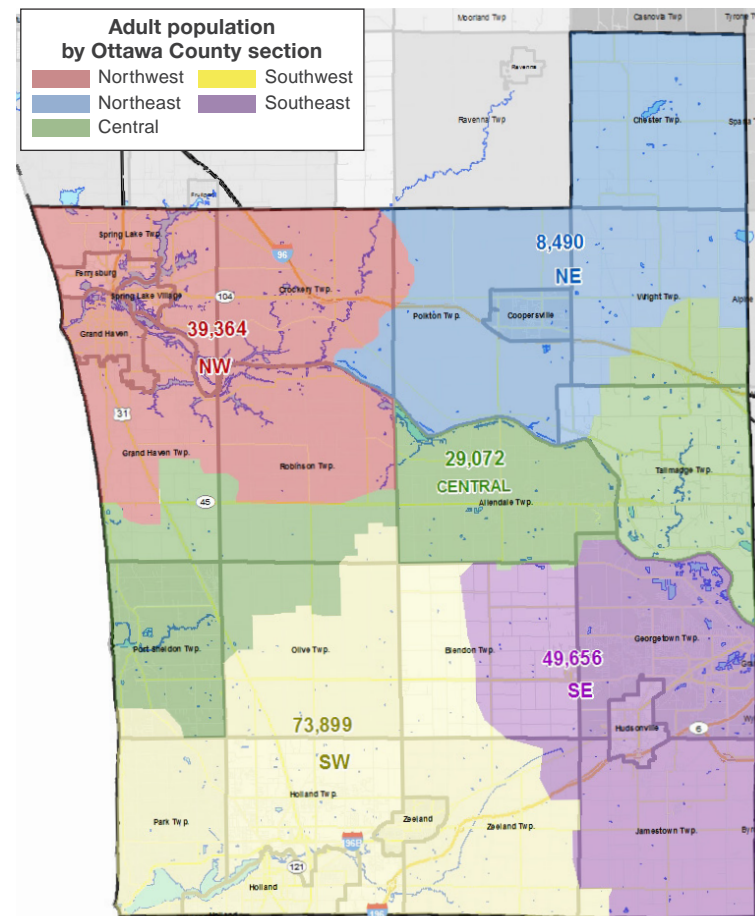 Adult population
by Ottawa County section
Northwest
Southwest
Northeast
Southeast
Central
Moorland Twp
Casnovia Twp
Tyrone
Ravenna
Ravenna Twp
Chester Twp.
Spring Lake Twp.
Ferrysburg
Spring Lake Village
Grand Haven
96
104
Crockery Twp.
39,364
NW
8,490
NE
Polkton Twp.
Coopersville
Wright Twp.
Alpine
31
Grand Haven Twp.
Robinson Twp.
45
29,072
CENTRAL
Allendale Twp.
Tallmadge Twp.
Port Sheldon Twp.
Olive Twp.
Blendon Twp.
Georgetown Twp.
49,656
SE
Hudsonville
6
73,899
SW
Holland Twp.
Park Twp.
Zeeland
Zeeland Twp.
Jamestown Twp.
121
Holland
196